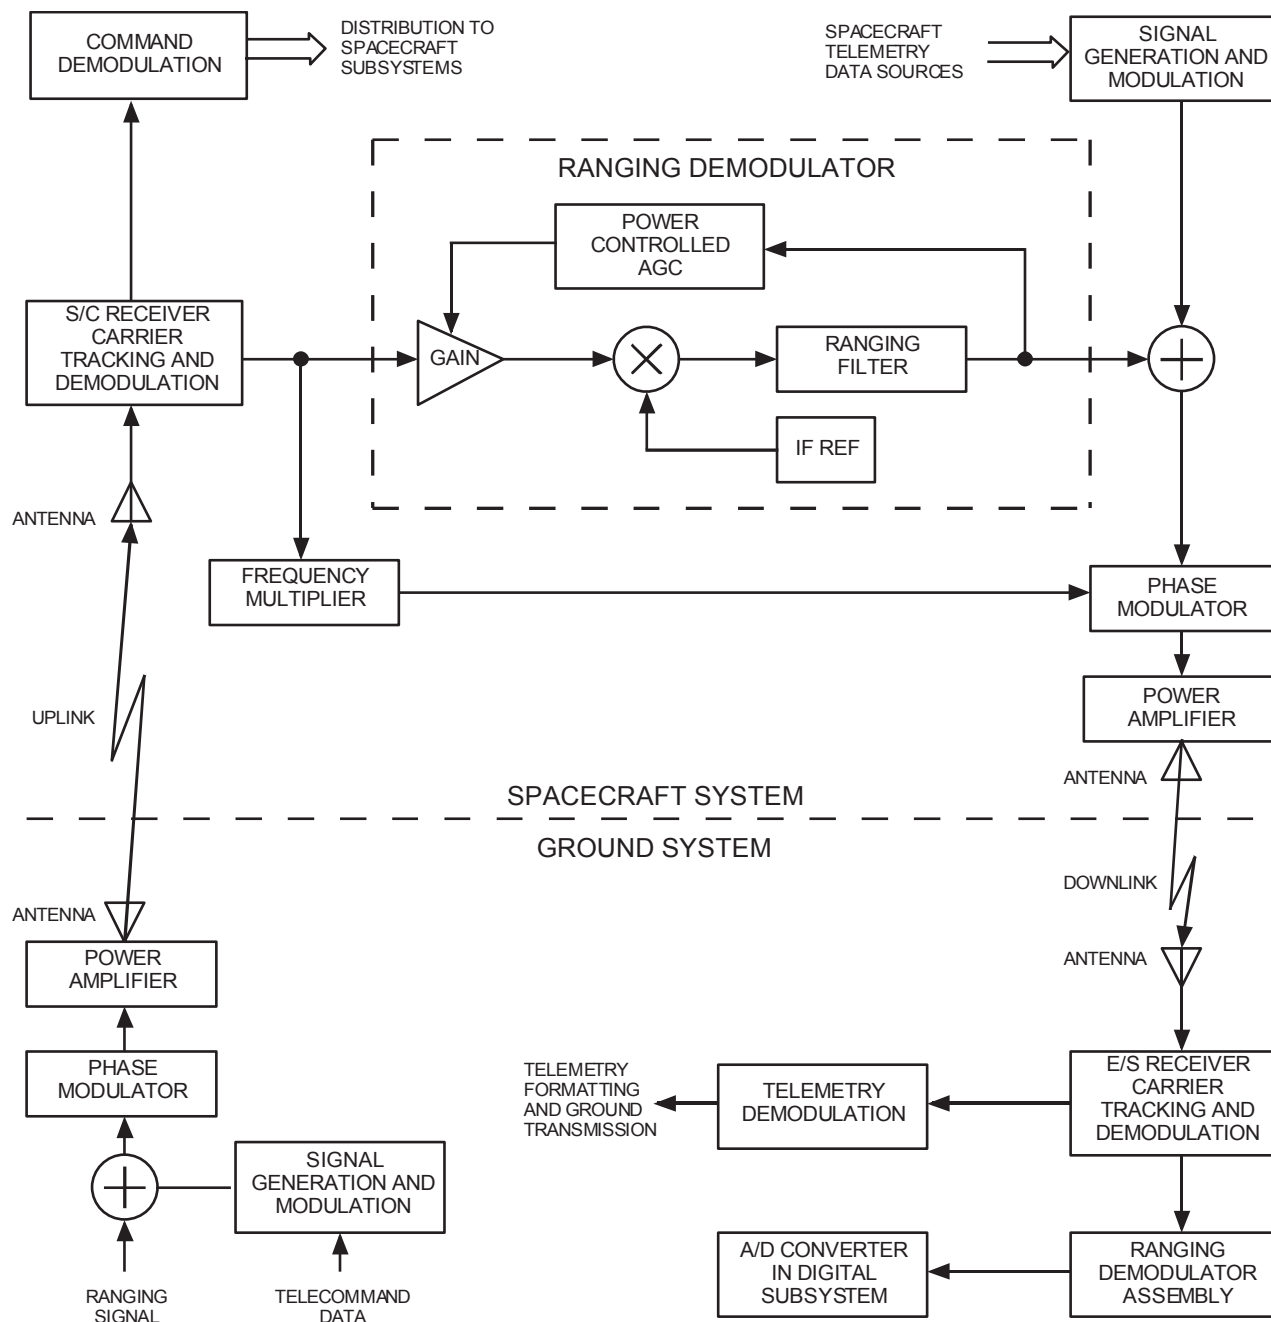 COMMAND
DEMODULATION
DISTRIBUTION TO
SPACECRAFT
SUBSYSTEMS
SPACECRAFT
TELEMETRY
DATA SOURCES
SIGNAL
GENERATION AND
MODULATION
RANGING DEMODULATOR
POWER
CONTROLLED
AGC
S/C RECEIVER
CARRIER
TRACKING AND
DEMODULATION
GAIN
RANGING
FILTER
IF REF
ANTENNA
FREQUENCY
MULTIPLIER
PHASE
MODULATOR
POWER
AMPLIFIER
UPLINK
ANTENNA
SPACECRAFT SYSTEM
GROUND SYSTEM
DOWNLINK
ANTENNA
POWER
AMPLIFIER
ANTENNA
PHASE
MODULATOR
TELEMETRY
FORMATTING
AND GROUND
TRANSMISSION
TELEMETRY
DEMODULATION
E/S RECEIVER
CARRIER
TRACKING AND
DEMODULATION
SIGNAL
GENERATION AND
MODULATION
A/D CONVERTER
IN DIGITAL
SUBSYSTEM
RANGING
DEMODULATOR
ASSEMBLY
RANGING
SIGNAL
TELECOMMAND
DATA